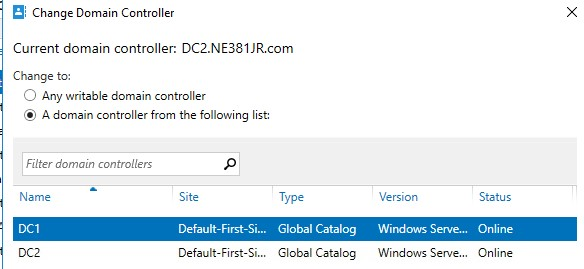 Change Domain Controller
Current domain controller: DC2.NE381JR.com
Change to:
Any writable domain controller
A domain controller from the following list:
Filter domain controllers
Name Site Type Version Status
DC1 Default-First-Si... Global Catalog Windows Serve... Online
DC2 Default-First-Si... Global Catalog Windows Serve... Online